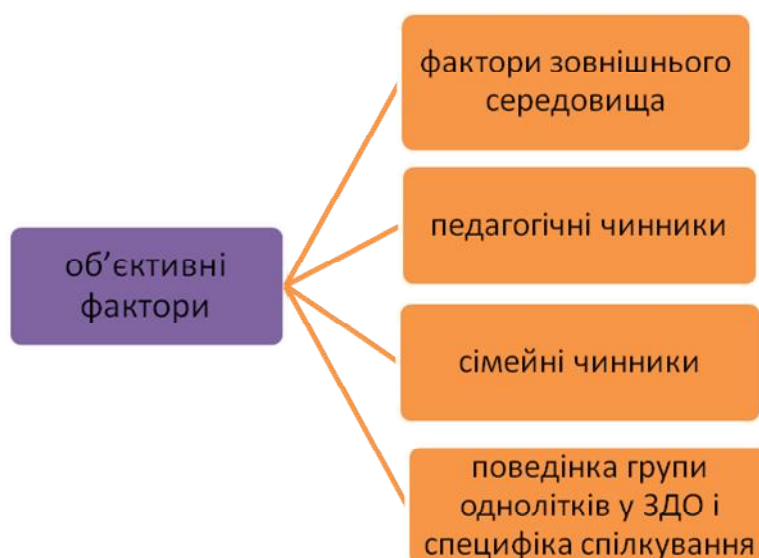 об’єктивні
фактори
фактори зовнішнього
середовища
педагогічні чинники
сімейні чинники
поведінка групи
однолітків у ЗДО і
специфіка спілкування